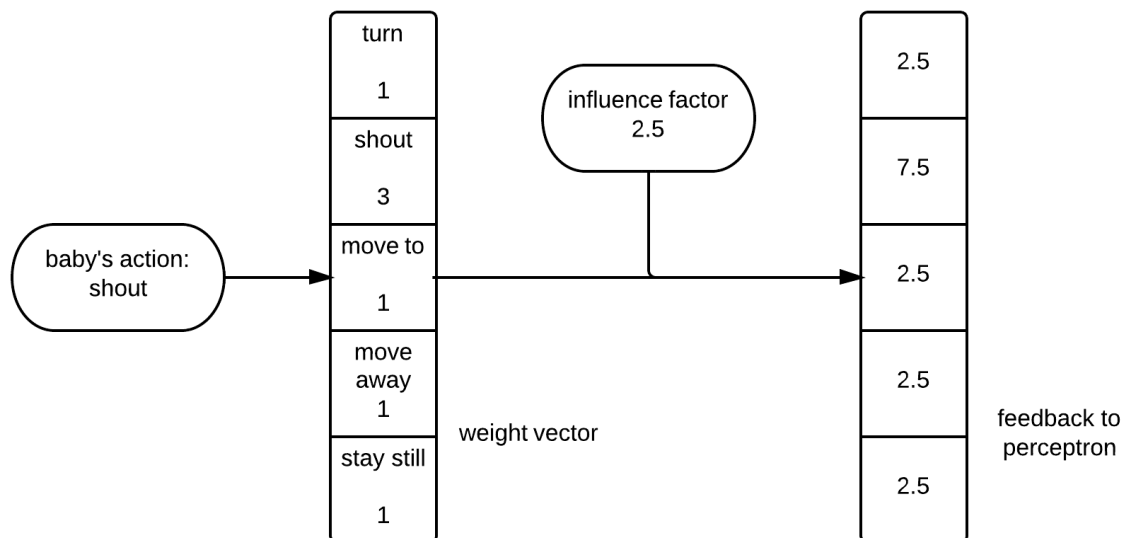 baby's action:
shout
turn
1
shout
3
move to
1
move
away
1
stay still
1
weight vector
influence factor
2.5
2.5
7.5
2.5
2.5
2.5
feedback to
perceptron